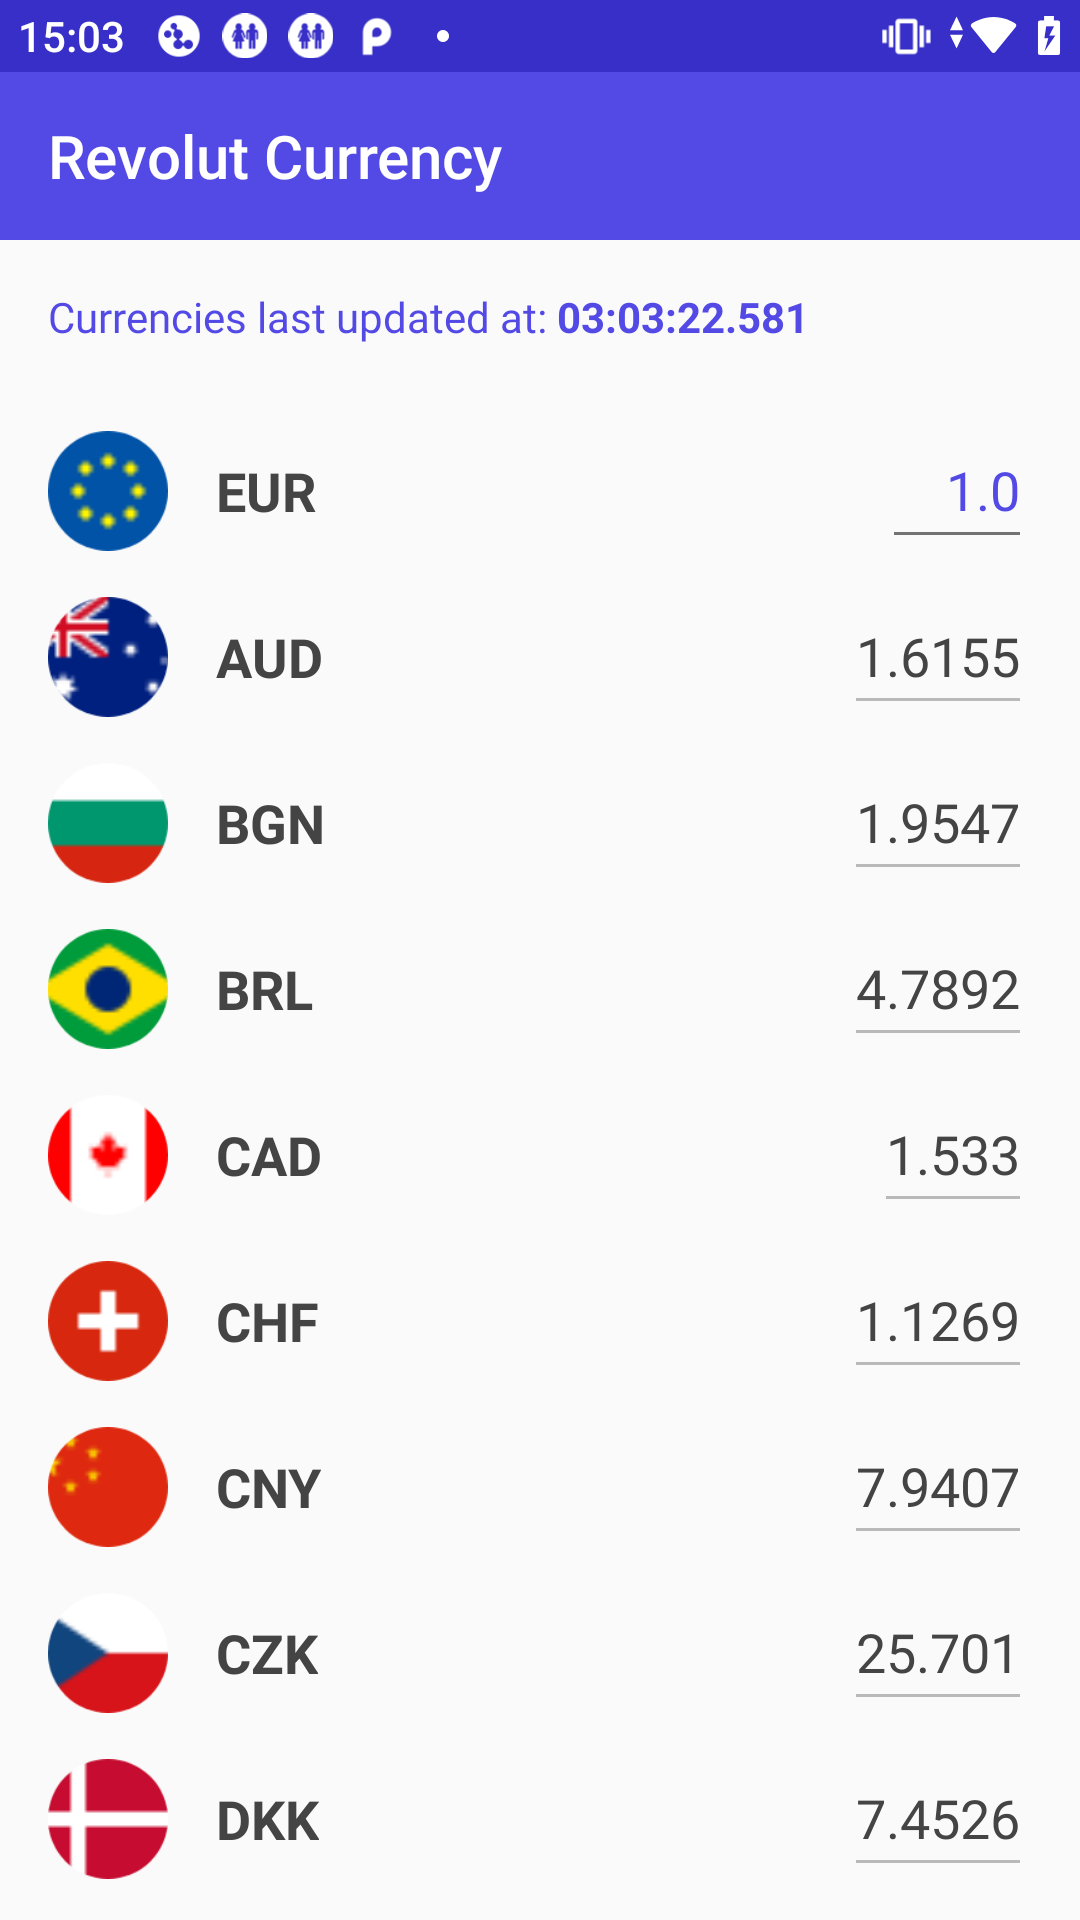 15:03
Revolut Currency
Currencies last updated at: 03:03:22.581
EUR 1.0
AUD 1.6155
BGN 1.9547
BRL 4.7892
CAD 1.533
CHF 1.1269
CNY 7.9407
CZK 25.701
DKK 7.4526